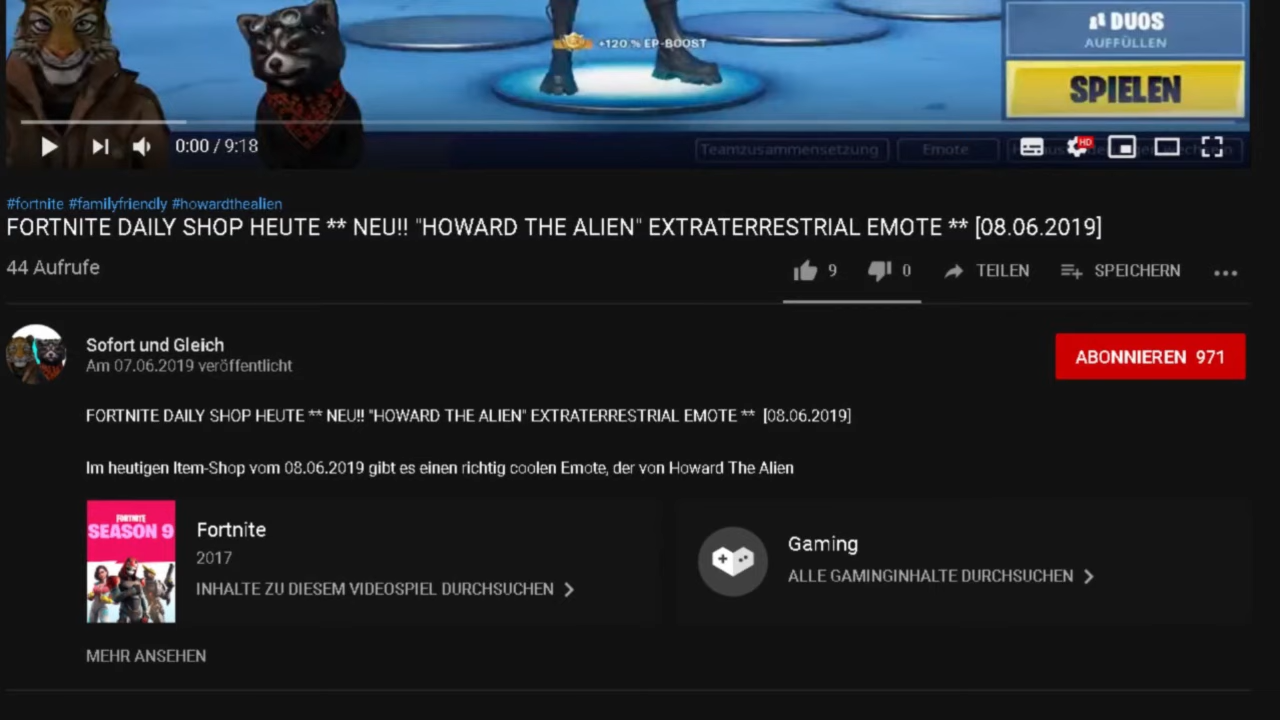 DUOS
AUFFÜLLEN
+120 % EP-BOOST
SPIELEN
0:00 / 9:18
HD
Teamzusammensetzung
Emote
#fortnite #familyfriendly #howardthealien
FORTNITE DAILY SHOP HEUTE ** NEU!! "HOWARD THE ALIEN" EXTRATERRESTRIAL EMOTE ** [08.06.2019]
44 Aufrufe
9
0
TEILEN
SPEICHERN
Sofort und Gleich
Am 07.06.2019 veröffentlicht
ABONNIEREN 971
FORTNITE DAILY SHOP HEUTE ** NEU!! "HOWARD THE ALIEN" EXTRATERRESTRIAL EMOTE ** [08.06.2019]
Im heutigen Item-Shop vom 08.06.2019 gibt es einen richtig coolen Emote, der von Howard The Alien
FORTNITE
SEASON 9
Fortnite
2017
INHALTE ZU DIESEM VIDEOSPIEL DURCHSUCHEN
Gaming
ALLE GAMINGINHALTE DURCHSUCHEN
MEHR ANSEHEN